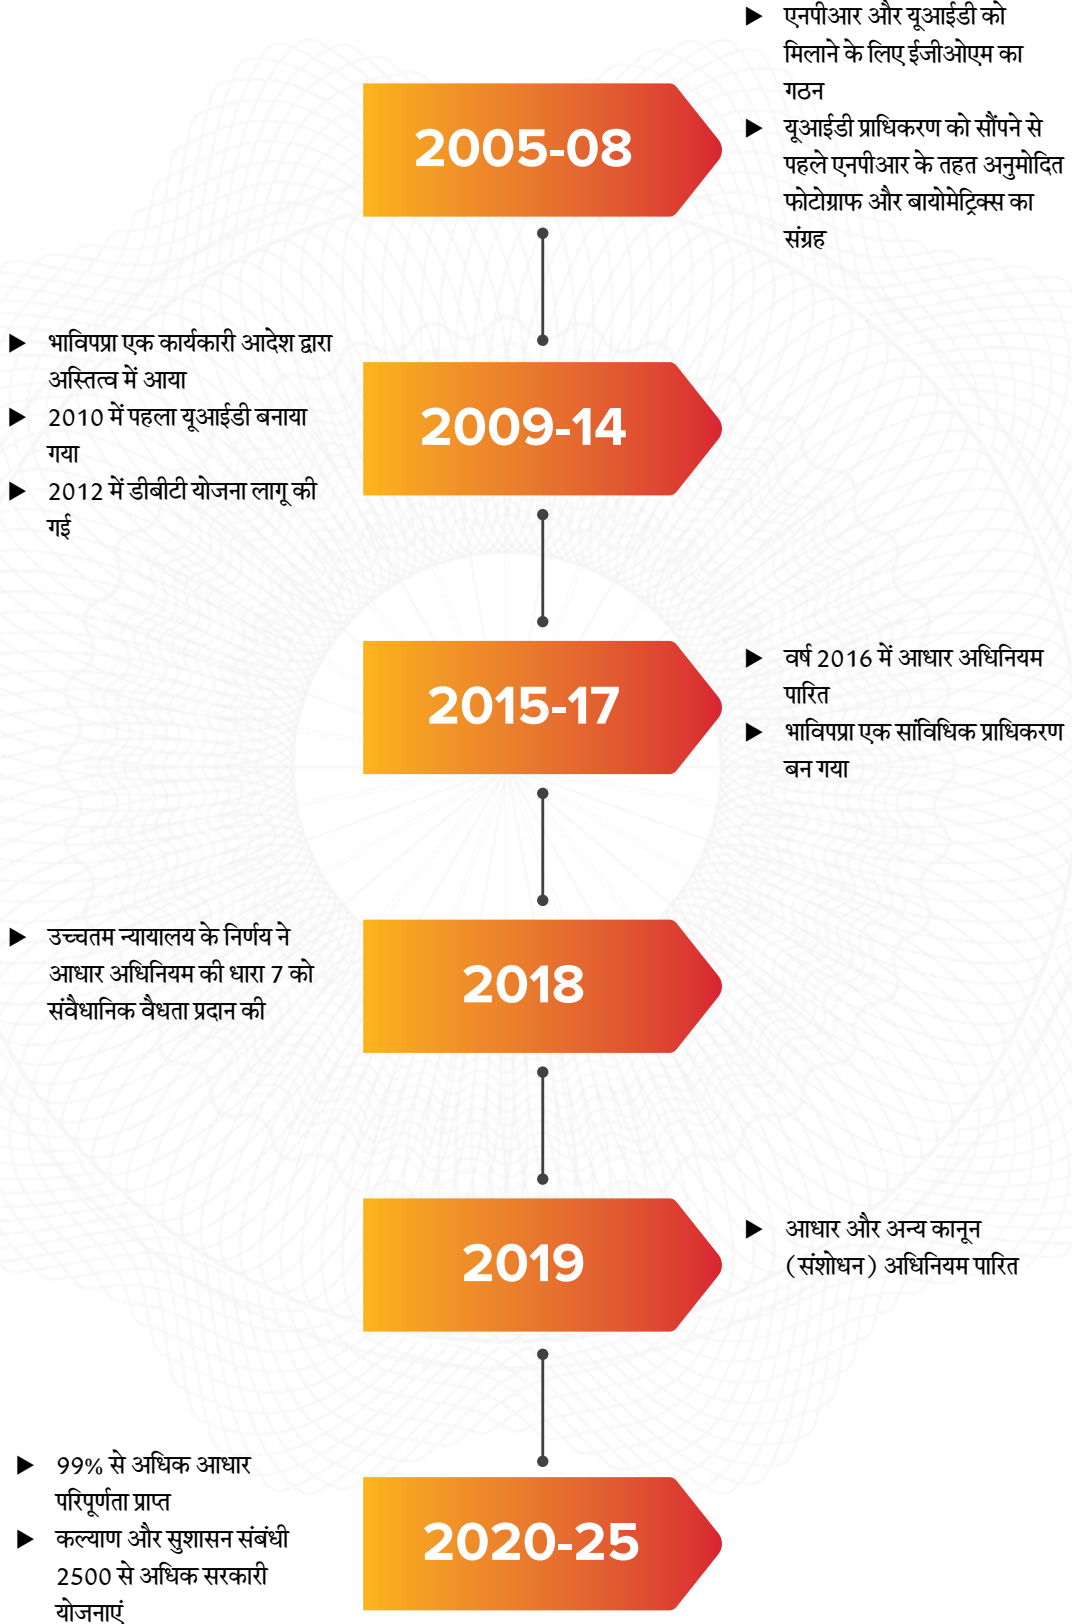 ▶ एनपीआर और यूआईडी को
मिलाने के लिए ईजीओएम का
गठन
▶ यूआईडी प्राधिकरण को सौंपने से
पहले एनपीआर के तहत अनुमोदित
फोटोग्राफ और बायोमेट्रिक्स का
संग्रह
2005-08
▶ भाविपप्रा एक कार्यकारी आदेश द्वारा
अस्तित्व में आया
▶ 2010 में पहला यूआईडी बनाया
गया
▶ 2012 में डीबीटी योजना लागू की
गई
2009-14
2015-17
▶ वर्ष 2016 में आधार अधिनियम
पारित
▶ भाविपप्रा एक सांविधिक प्राधिकरण
बन गया
▶ उच्चतम न्यायालय के निर्णय ने
आधार अधिनियम की धारा 7 को
संवैधानिक वैधता प्रदान की
2018
2019
▶ आधार और अन्य कानून
(संशोधन) अधिनियम पारित
▶ 99% से अधिक आधार
परिपूर्णता प्राप्त
▶ कल्याण और सुशासन संबंधी
2500 से अधिक सरकारी
योजनाएं
2020-25